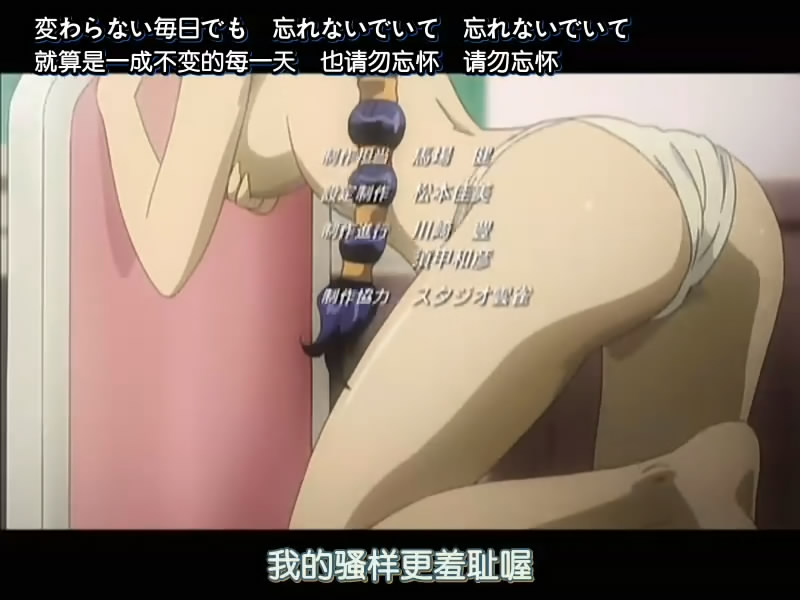 変わらない毎日でも 忘れないでいて 忘れないでいて
就算是一成不变的每一天 也请勿忘怀 请勿忘怀
制作担当 馬場
設定制作 松本佳美
制作進行 川崎 豊
須甲和彦
制作協力 スタジオ雲雀
我的骚样更羞耻喔